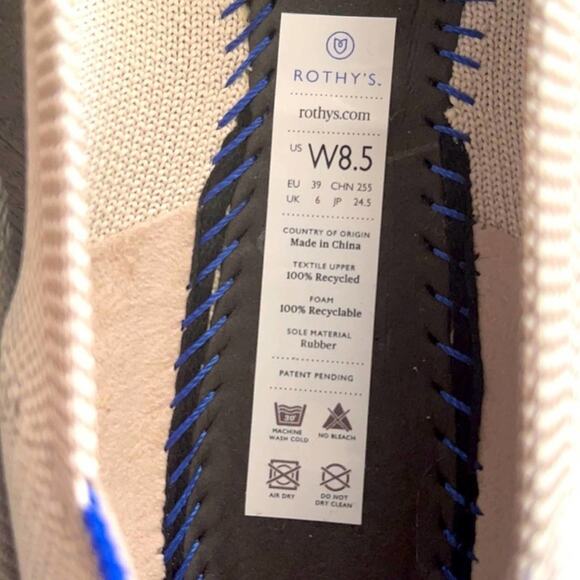 ROTHY'S™
rothys.com
US W8.5
EU 39 CHN 255
UK 6 JP 24.5
COUNTRY OF ORIGIN
Made in China
TEXTILE UPPER
100% Recycled
FOAM
100% Recyclable
SOLE MATERIAL
Rubber
PATENT PENDING
30°
MACHINE WASH COLD NO BLEACH
AIR DRY DO NOT DRY CLEAN